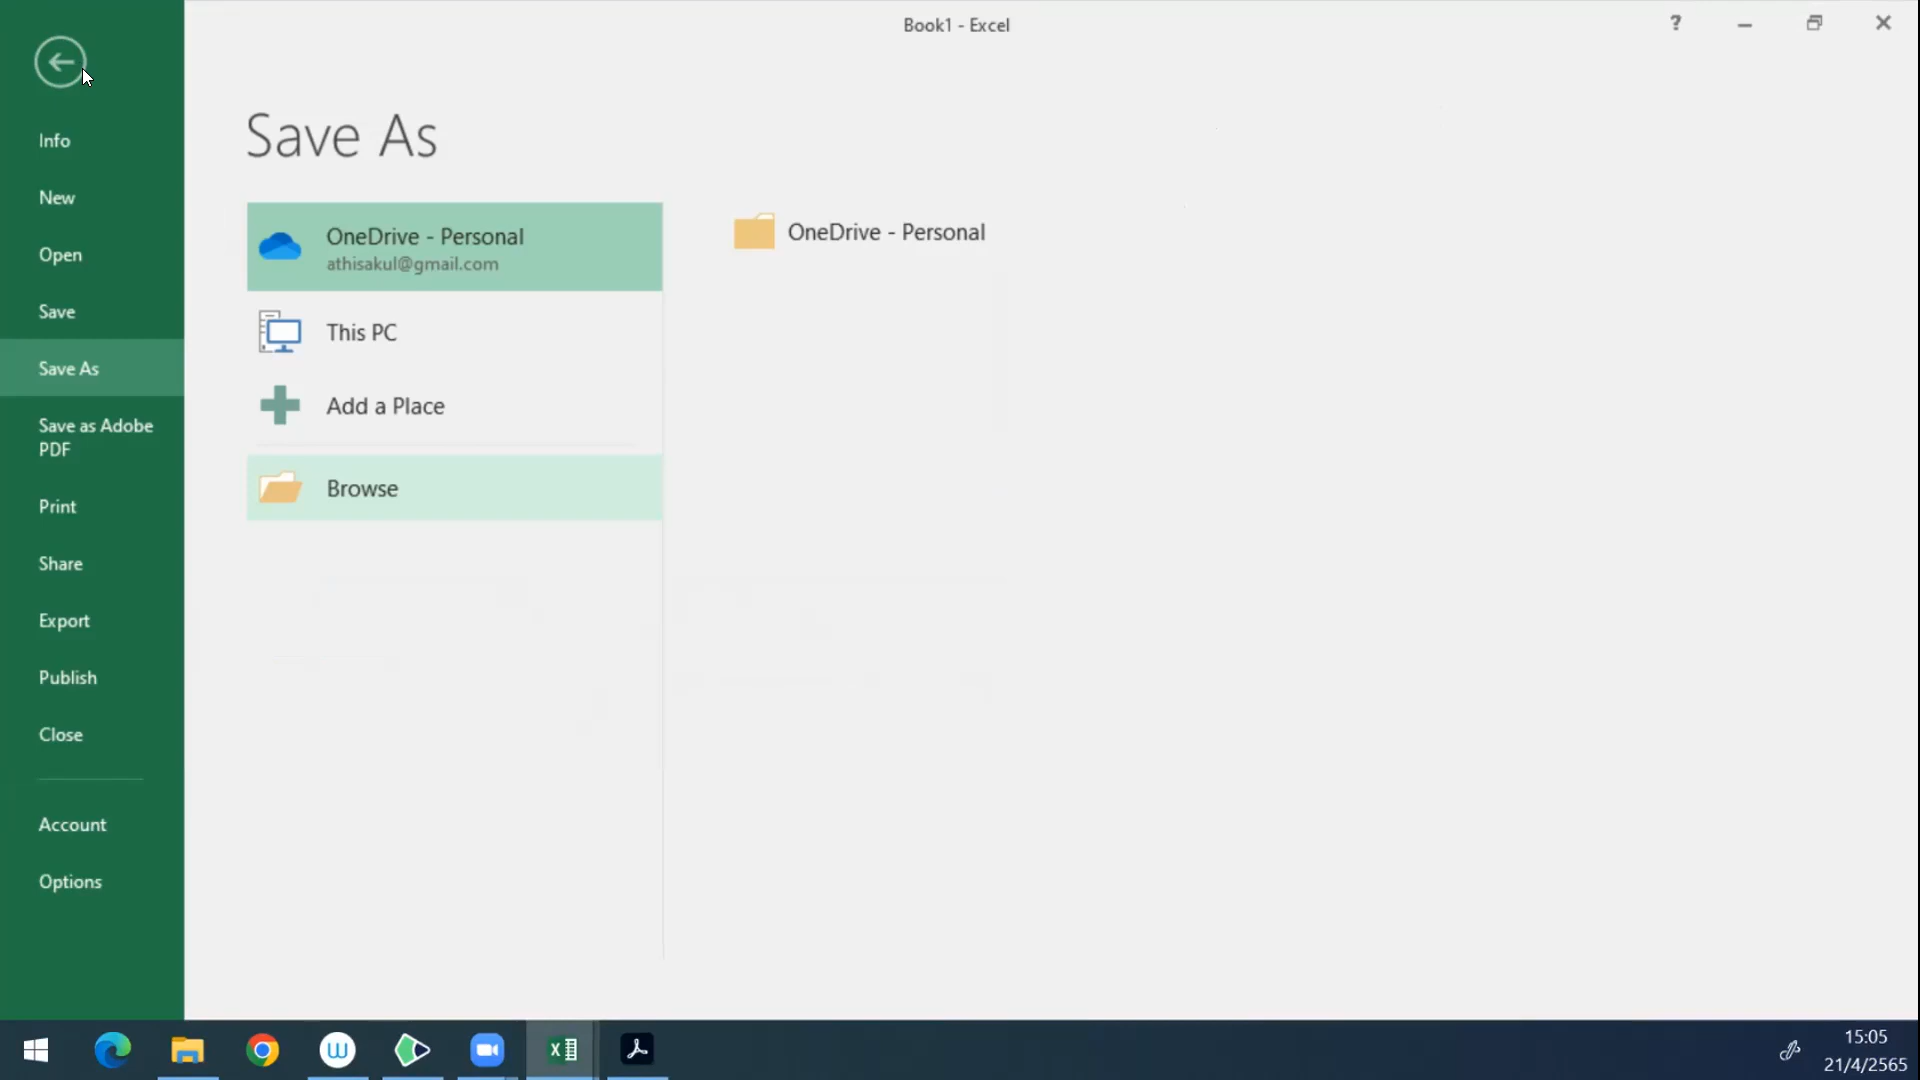 Book1 - Excel
?
Info
New
Open
Save
Save As
Save as Adobe
PDF
Print
Share
Export
Publish
Close
Account
Options
Save As
OneDrive - Personal
athisakul@gmail.com
This PC
Add a Place
Browse
OneDrive - Personal
15:05
21/4/2565